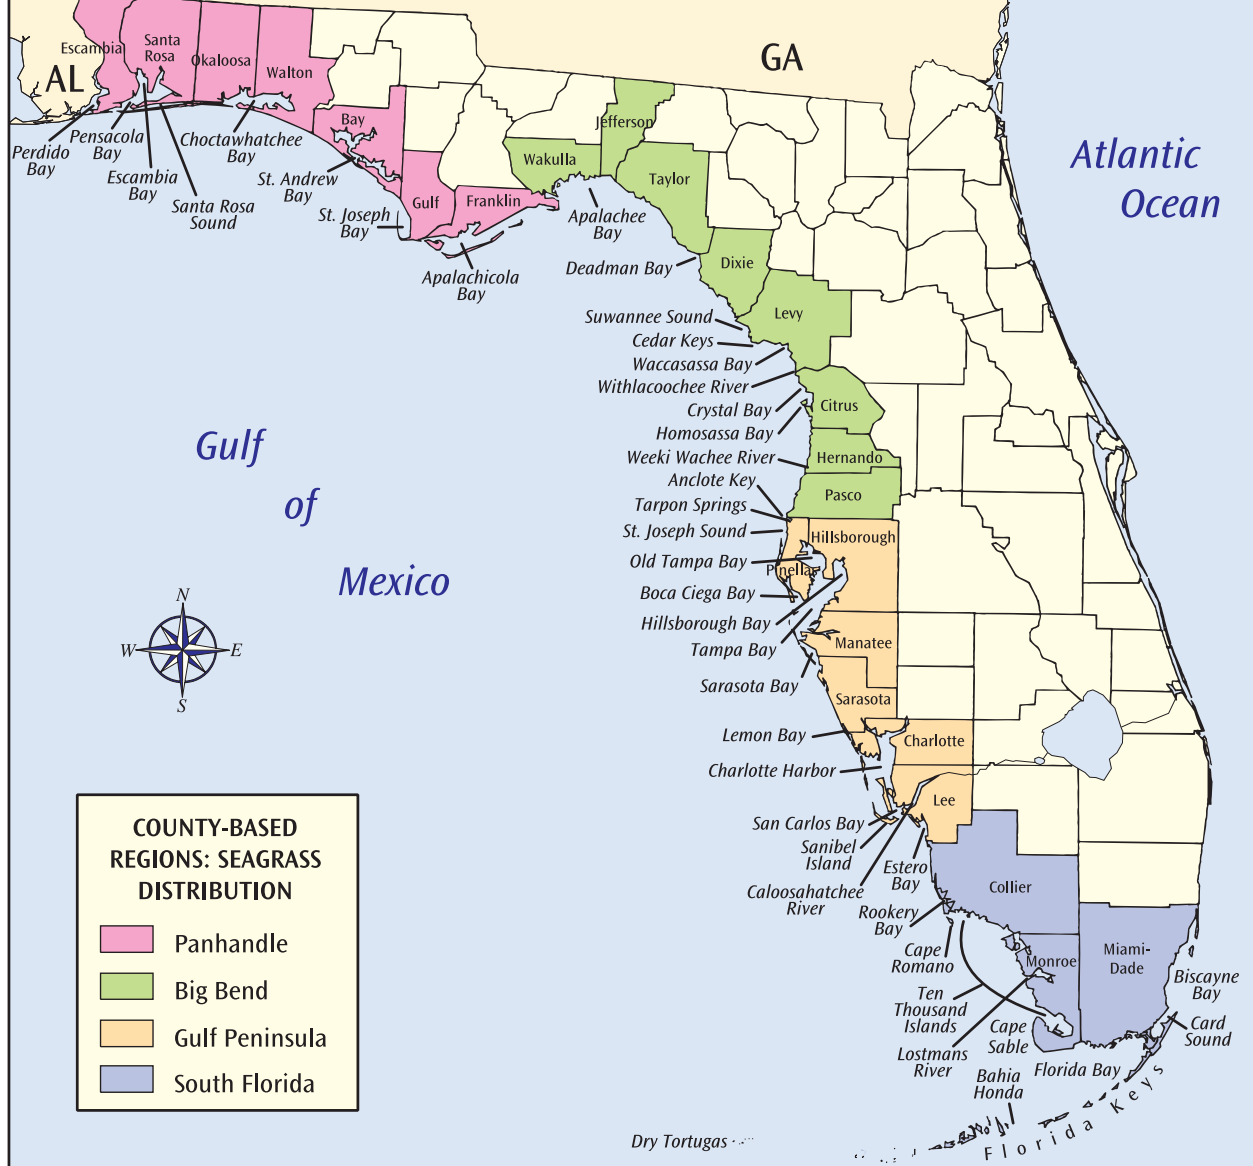 Escambia
Santa
Rosa
Okaloosa
Walton
AL
GA
Bay
Jefferson
Wakulla
Taylor
Gulf
Franklin
Perdido
Bay
Pensacola
Bay
Escambia
Bay
Santa Rosa
Sound
Choctawhatchee
Bay
St. Andrew
Bay
St. Joseph
Bay
Apalachicola
Bay
Apalachee
Bay
Atlantic
Ocean
Deadman Bay
Dixie
Levy
Suwannee Sound
Cedar Keys
Waccasassa Bay
Withlacoochee River
Crystal Bay
Citrus
Homosassa Bay
Weeki Wachee River
Hernando
Anclote Key
Pasco
Tarpon Springs
St. Joseph Sound
Hillsborough
Old Tampa Bay
Pinellas
Boca Ciega Bay
Hillsborough Bay
Tampa Bay
Manatee
Sarasota Bay
Sarasota
Lemon Bay
Charlotte
Charlotte Harbor
Lee
San Carlos Bay
Sanibel
Island
Estero
Bay
Caloosahatchee
River
Rookery
Bay
Collier
Cape
Romano
Monroe
Miami-
Dade
Biscayne
Bay
Ten
Thousand
Islands
Cape
Sable
Card
Sound
Lostmans
River
Florida Bay
Bahia
Honda
Florida Keys
Dry Tortugas
Gulf
of
Mexico
N
W
E
S
COUNTY-BASED
REGIONS: SEAGRASS
DISTRIBUTION
Panhandle
Big Bend
Gulf Peninsula
South Florida